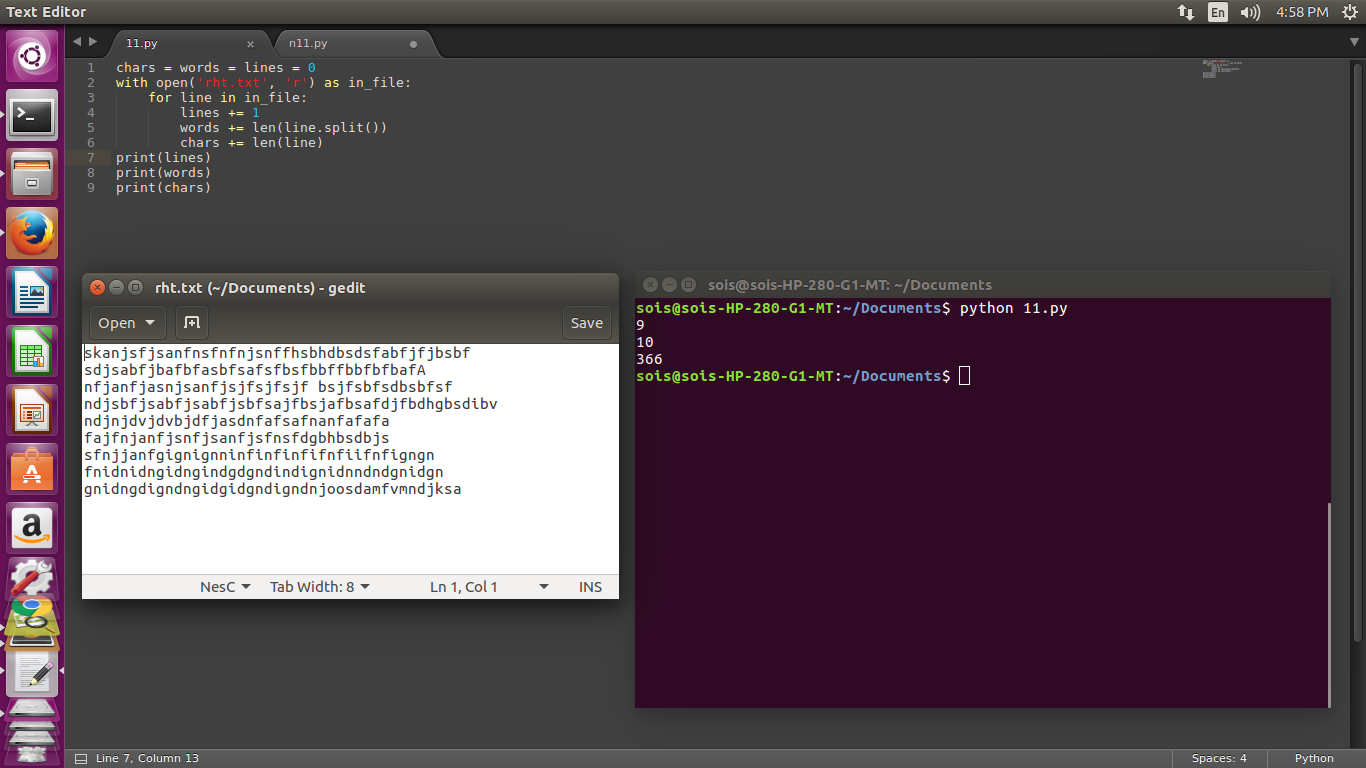 Text Editor
En
4:58 PM
11.py
n11.py
1 chars = words = lines = 0
2 with open('rht.txt', 'r') as in_file:
3 for line in in_file:
4 lines += 1
5 words += len(line.split())
6 chars += len(line)
7 print(lines)
8 print(words)
9 print(chars)
rht.txt (~/Documents) - gedit
Open
Save
skanjsfjsanfnsfnfnjsnffhsbhdbsdsfabfjfjbsbf
sdjsabfjbafbfasbfsafsfbsfbbffbbfbfbafA
nfjanfjasnjsanfjsjfsjfsjf bsjfsbfsdbsbfsf
ndjsbfjsabfjsabfjsbfsajfbsjafbsafdjfbdhgbsdibv
ndjnjdvjdvbjdfjasdnfafsafnanfafafa
fajfnjanfjsnfjsanfjsfnsfdgbhbsdbjs
sfnjjanfgignignninfinfinfifnfiifnfigngn
fnidnidngidngindgdgndindignidnndndgnidgn
gnidngdigndngidgidgndigndnjoosdamfvmndjksa
NesC
Tab Width: 8
Ln 1, Col 1
INS
sois@sois-HP-280-G1-MT: ~/Documents
sois@sois-HP-280-G1-MT:~/Documents$ python 11.py
9
10
366
sois@sois-HP-280-G1-MT:~/Documents$
Line 7, Column 13
Spaces: 4
Python